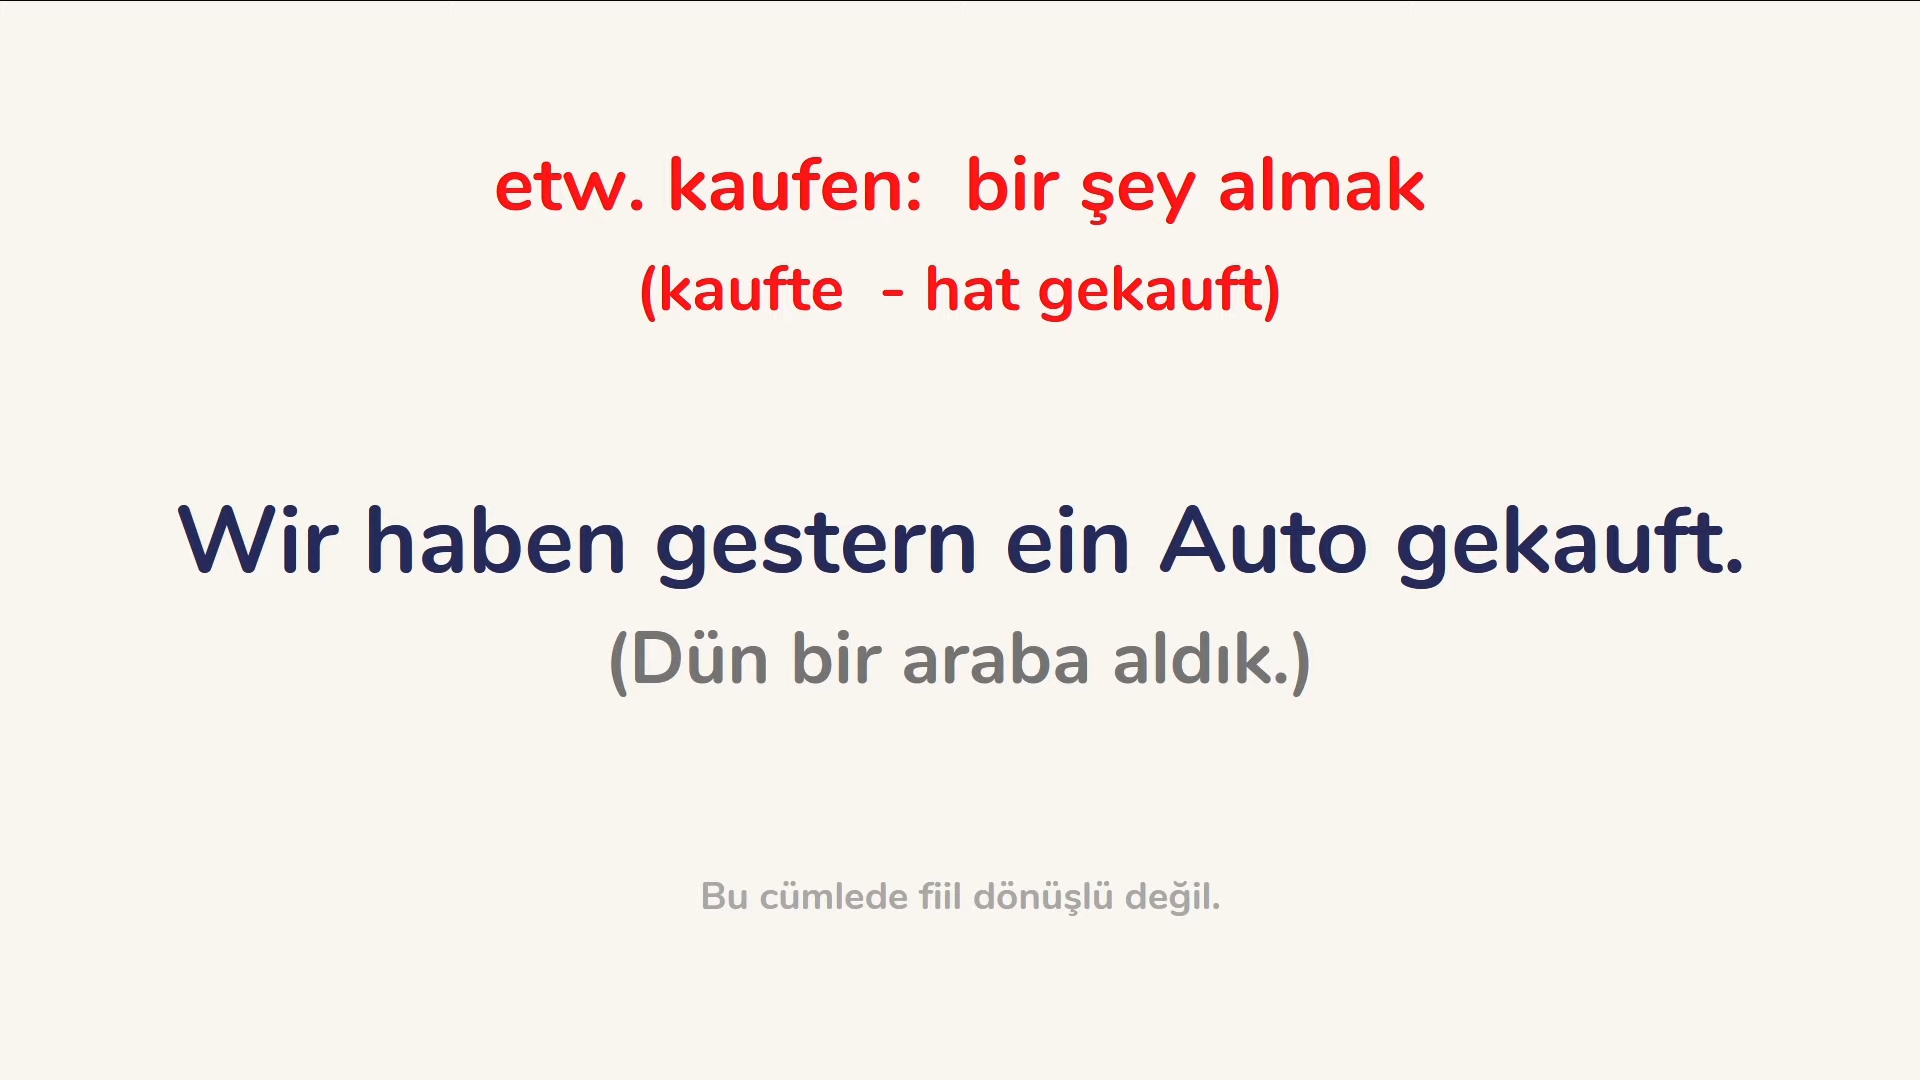 etw. kaufen:  bir şey almak
(kaufte  - hat gekauft)
Wir haben gestern ein Auto gekauft.
(Dün bir araba aldık.)
Bu cümlede fiil dönüşlü değil.